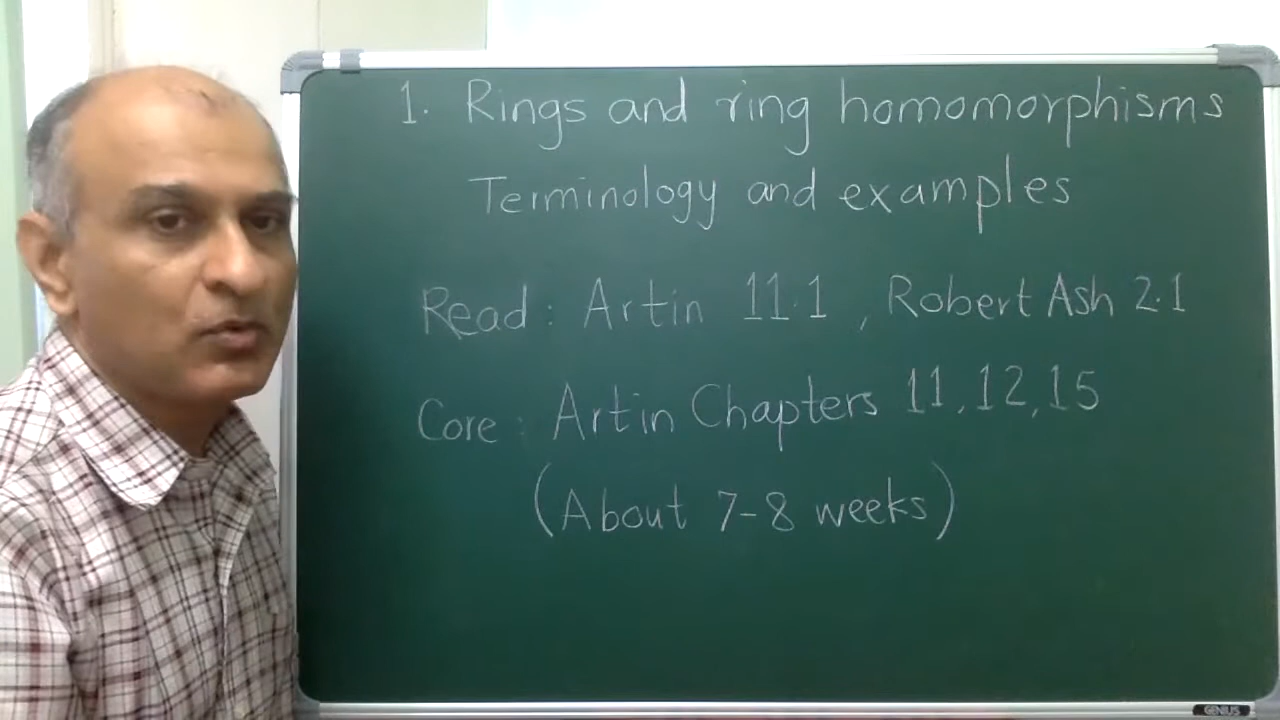 1. Rings and ring homomorphisms
Terminology and examples
Read: Artin 11.1, Robert Ash 2.1
Core: Artin Chapters 11, 12, 15
(About 7-8 weeks)
GENIUS